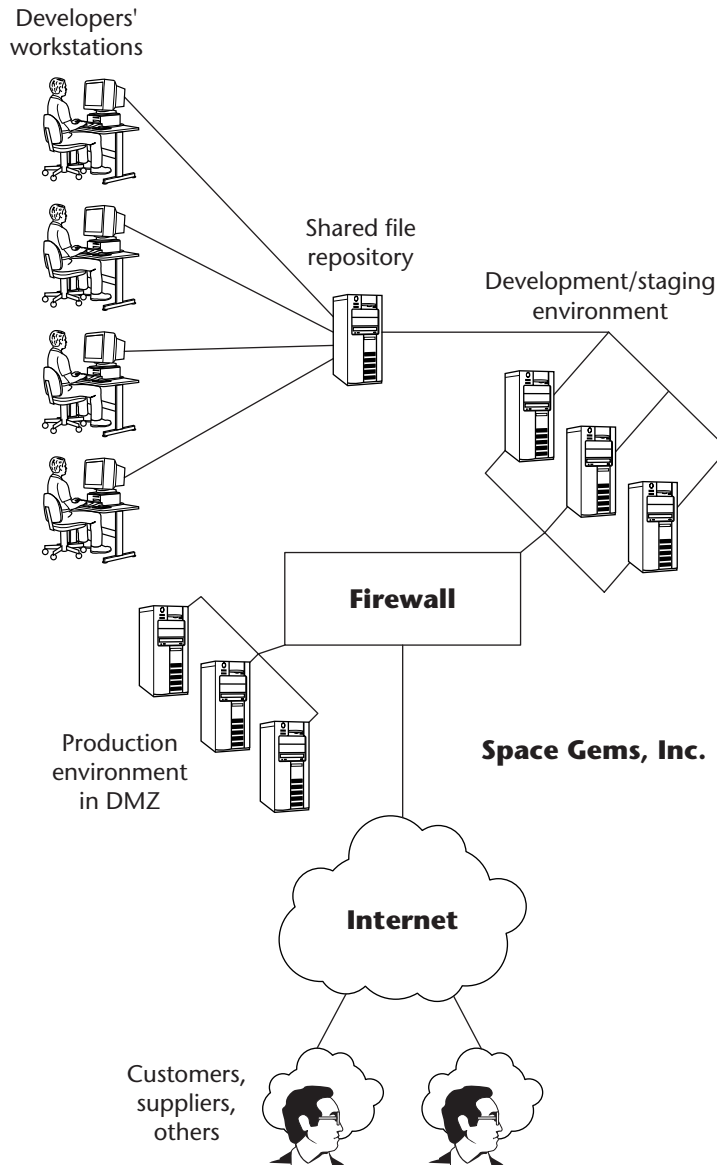 Developers'
workstations
Shared file
repository
Development/staging
environment
Firewall
Production
environment
in DMZ
Space Gems, Inc.
Internet
Customers,
suppliers,
others